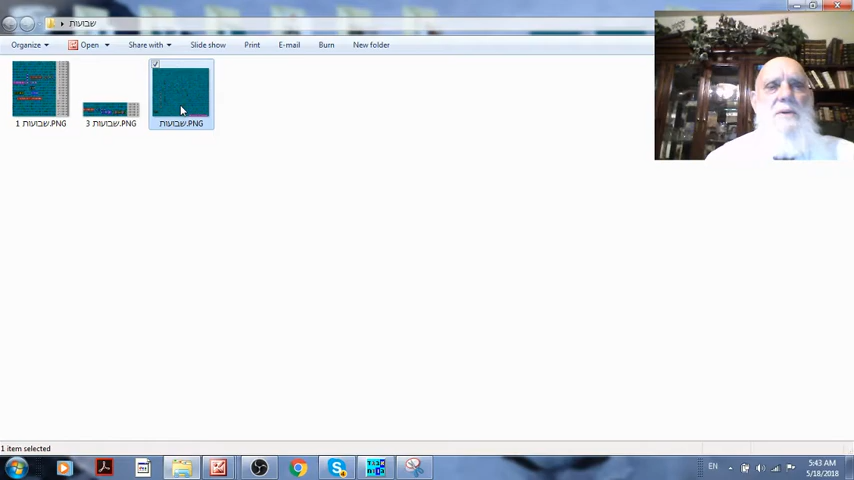 שבועות
Organize Open Share with Slide show Print E-mail Burn New folder
שבועות 1.PNG
שבועות 3.PNG
שבועות.PNG
1 item selected
EN
5:43 AM
5/18/2018